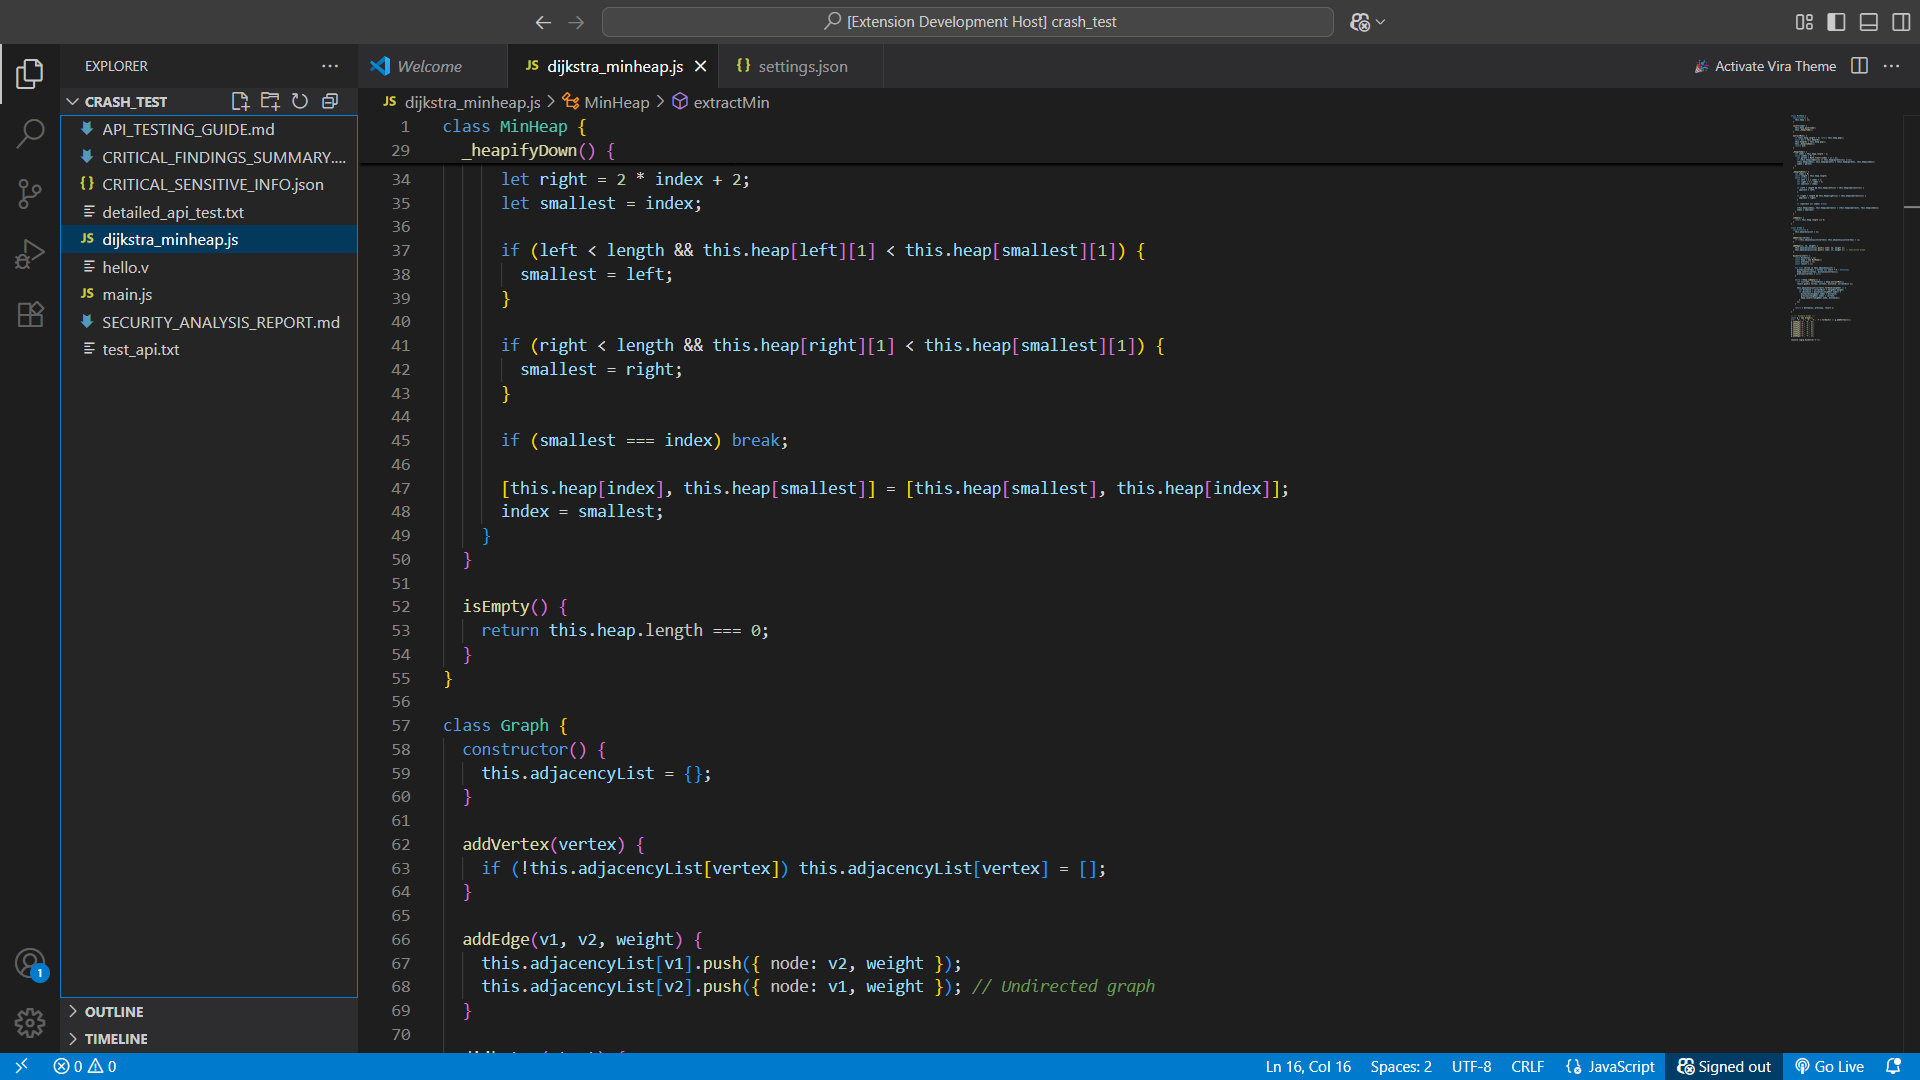 [Extension Development Host] crash_test
EXPLORER
Welcome
JS dijkstra_minheap.js
{} settings.json
Activate Vira Theme
CRASH_TEST
JS dijkstra_minheap.js > MinHeap > extractMin
API_TESTING_GUIDE.md
CRITICAL_FINDINGS_SUMMARY....
{} CRITICAL_SENSITIVE_INFO.json
detailed_api_test.txt
JS dijkstra_minheap.js
hello.v
JS main.js
SECURITY_ANALYSIS_REPORT.md
test_api.txt
OUTLINE
TIMELINE
1 class MinHeap {
29 _heapifyDown() {
34 let right = 2 * index + 2;
35 let smallest = index;
36
37 if (left < length && this.heap[left][1] < this.heap[smallest][1]) {
38 smallest = left;
39 }
40
41 if (right < length && this.heap[right][1] < this.heap[smallest][1]) {
42 smallest = right;
43 }
44
45 if (smallest === index) break;
46
47 [this.heap[index], this.heap[smallest]] = [this.heap[smallest], this.heap[index]];
48 index = smallest;
49 }
50 }
51
52 isEmpty() {
53 return this.heap.length === 0;
54 }
55 }
56
57 class Graph {
58 constructor() {
59 this.adjacencyList = {};
60 }
61
62 addVertex(vertex) {
63 if (!this.adjacencyList[vertex]) this.adjacencyList[vertex] = [];
64 }
65
66 addEdge(v1, v2, weight) {
67 this.adjacencyList[v1].push({ node: v2, weight });
68 this.adjacencyList[v2].push({ node: v1, weight }); // Undirected graph
69 }
70
1
0 0
Ln 16, Col 16
Spaces: 2
UTF-8
CRLF
{} JavaScript
Signed out
Go Live